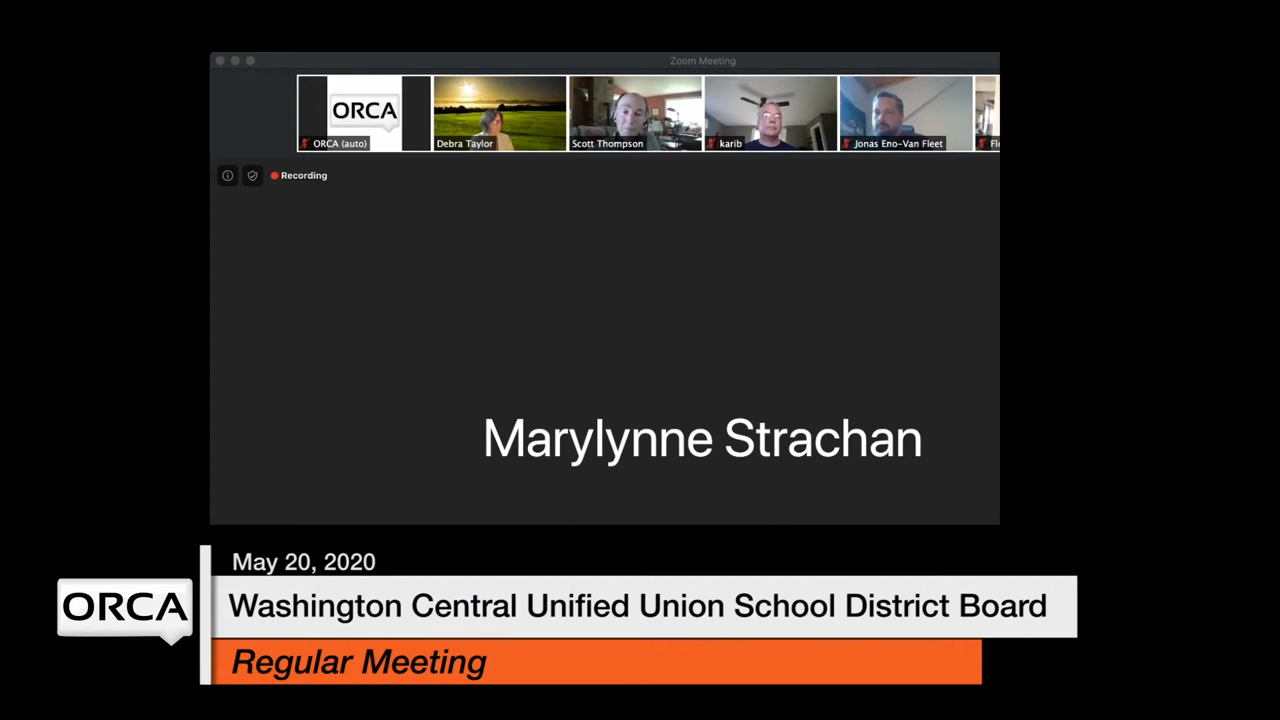 Zoom Meeting
ORCA
ORCA (auto)
Debra Taylor
Scott Thompson
karib
Jonas Eno-Van Fleet
Recording
Marylynne Strachan
May 20, 2020
ORCA
Washington Central Unified Union School District Board
Regular Meeting